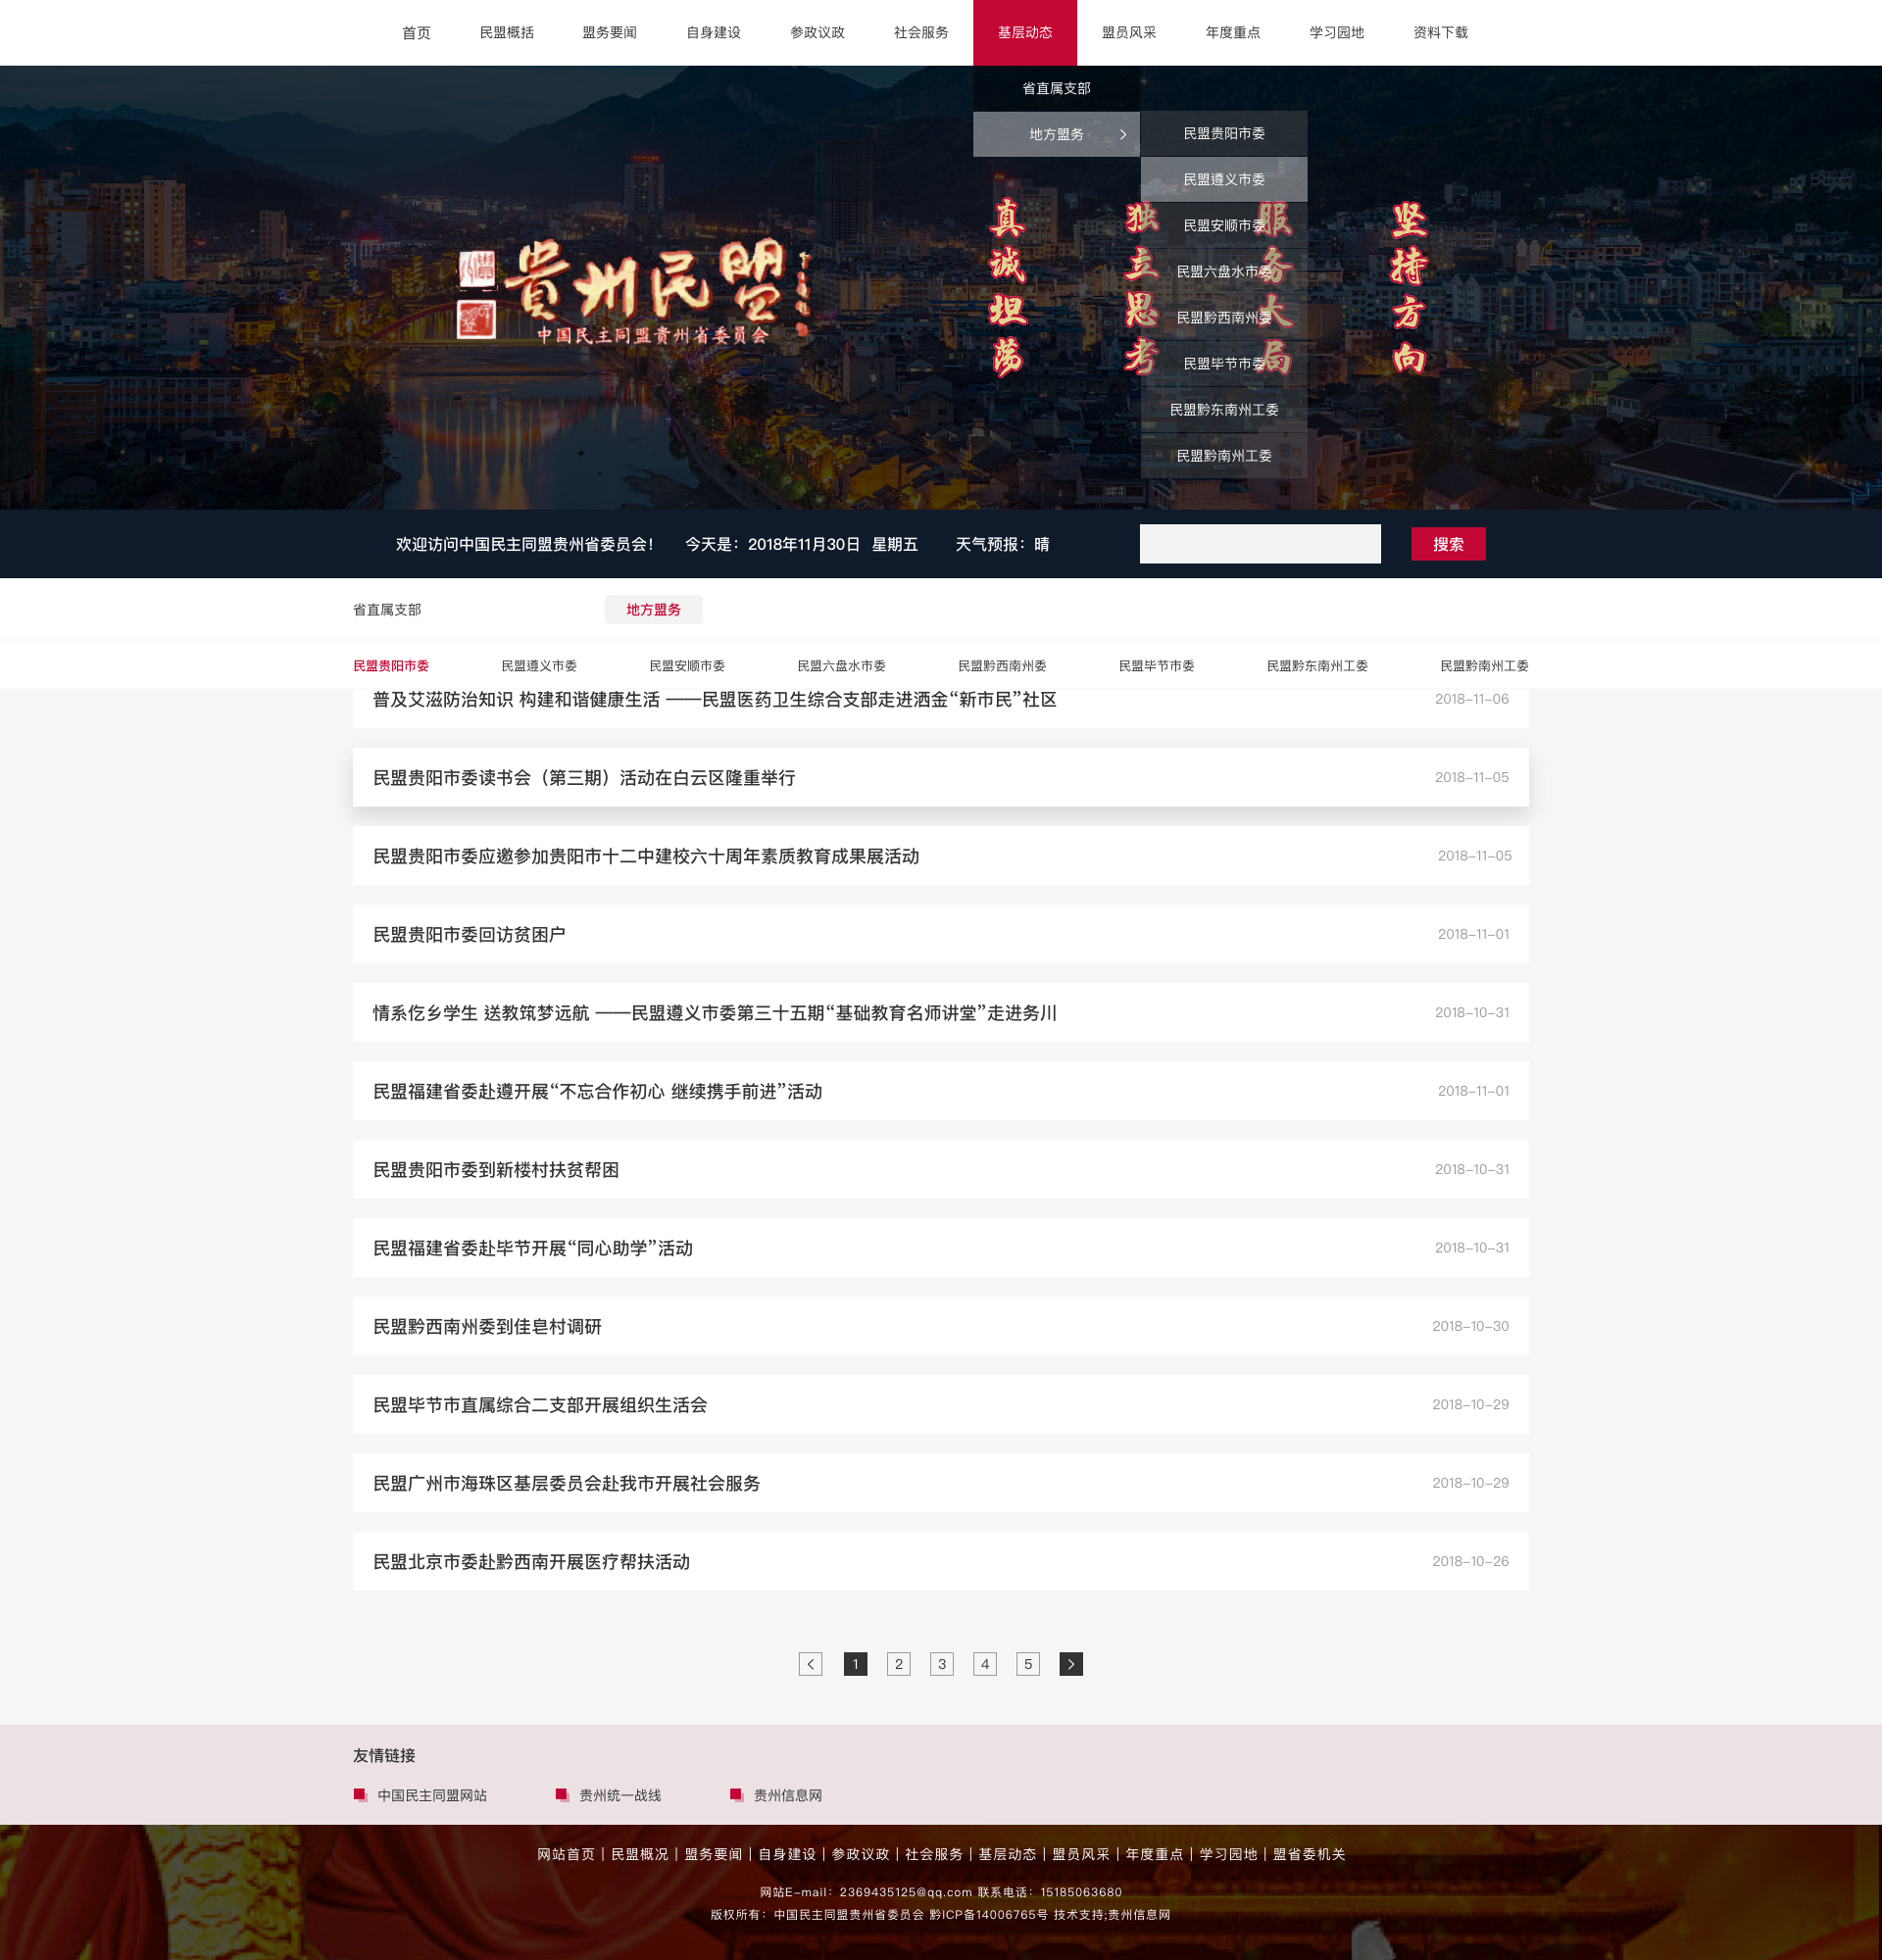 首页 民盟概括 盟务要闻 自身建设 参政议政 社会服务 基层动态 盟员风采 年度重点 学习园地 资料下载
省直属支部
地方盟务
民盟贵阳市委
民盟遵义市委
民盟安顺市委
民盟六盘水市委
民盟黔西南州委
民盟毕节市委
民盟黔东南州工委
民盟黔南州工委
貴州民盟
中国民主同盟貴州省委员会
真诚坦荡
独立思考
服务大局
坚持方向
欢迎访问中国民主同盟贵州省委员会！ 今天是：2018年11月30日 星期五 天气预报：晴 搜索
省直属支部 地方盟务
民盟贵阳市委 民盟遵义市委 民盟安顺市委 民盟六盘水市委 民盟黔西南州委 民盟毕节市委 民盟黔东南州工委 民盟黔南州工委
普及艾滋防治知识 构建和谐健康生活 ——民盟医药卫生综合支部走进洒金“新市民”社区 2018-11-06
民盟贵阳市委读书会（第三期）活动在白云区隆重举行 2018-11-05
民盟贵阳市委应邀参加贵阳市十二中建校六十周年素质教育成果展活动 2018-11-05
民盟贵阳市委回访贫困户 2018-11-01
情系仡乡学生 送教筑梦远航 ——民盟遵义市委第三十五期“基础教育名师讲堂”走进务川 2018-10-31
民盟福建省委赴遵开展“不忘合作初心 继续携手前进”活动 2018-11-01
民盟贵阳市委到新楼村扶贫帮困 2018-10-31
民盟福建省委赴毕节开展“同心助学”活动 2018-10-31
民盟黔西南州委到佳皂村调研 2018-10-30
民盟毕节市直属综合二支部开展组织生活会 2018-10-29
民盟广州市海珠区基层委员会赴我市开展社会服务 2018-10-29
民盟北京市委赴黔西南开展医疗帮扶活动 2018-10-26
< 1 2 3 4 5 >
友情链接
中国民主同盟网站 贵州统一战线 贵州信息网
网站首页 | 民盟概况 | 盟务要闻 | 自身建设 | 参政议政 | 社会服务 | 基层动态 | 盟员风采 | 年度重点 | 学习园地 | 盟省委机关
网站E-mail：2369435125@qq.com 联系电话：15185063680
版权所有：中国民主同盟贵州省委员会 黔ICP备14006765号 技术支持;贵州信息网